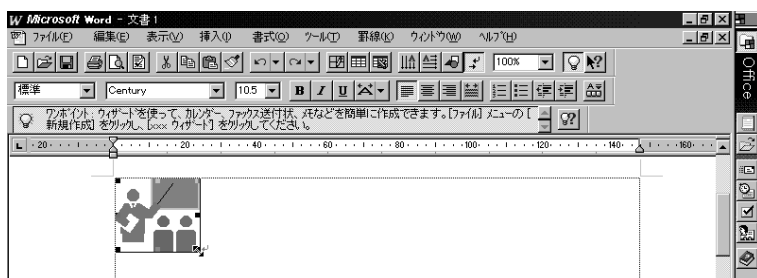 Microsoft Word - 文書1
ファイル(F) 編集(E) 表示(V) 挿入(I) 書式(O) ツール(T) 罫線(C) ウィンドウ(W) ヘルプ(H)
100%
標準 Century 10.5 B I U
ワンポイント: ウィザードを使って、カレンダー、ファックス送付状、メモなどを簡単に作成できます。[ファイル] メニューの [
新規作成] をクリックし、[xxx ウィザード] をクリックしてください。
20 20 40 60 80 100 120 140 160
Office